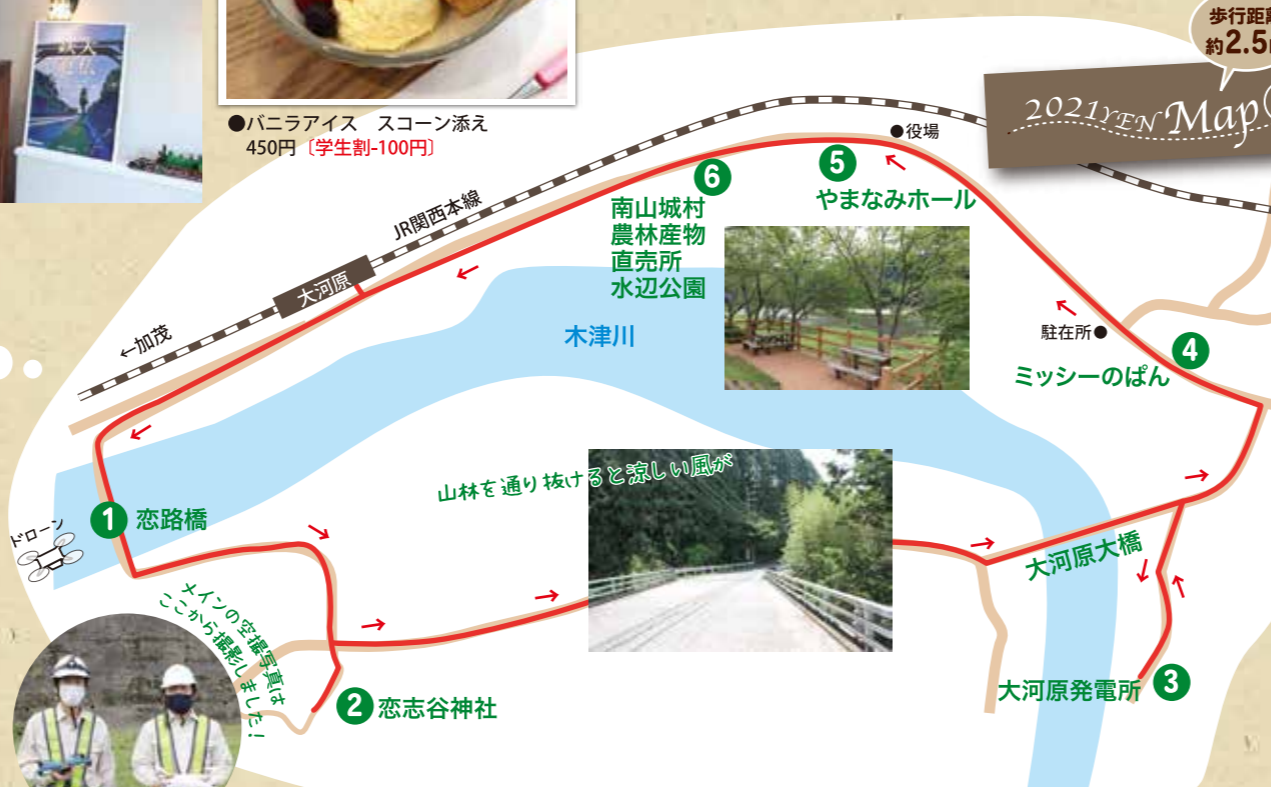 ●バニラアイス　スコーン添え
450円〔学生割-100円〕
歩行距離
約2.5
2021YEN Map
●役場
6
南山城村
農林産物
直売所
水辺公園
5
やまなみホール
JR関西本線
大河原
←加茂
木津川
駐在所●
4
ミッシーのぱん
山林を通り抜けると涼しい風が
ドローン
1 恋路橋
大河原大橋
メインの空撮写真は
ここから撮影しました！
2 恋志谷神社
大河原発電所 3